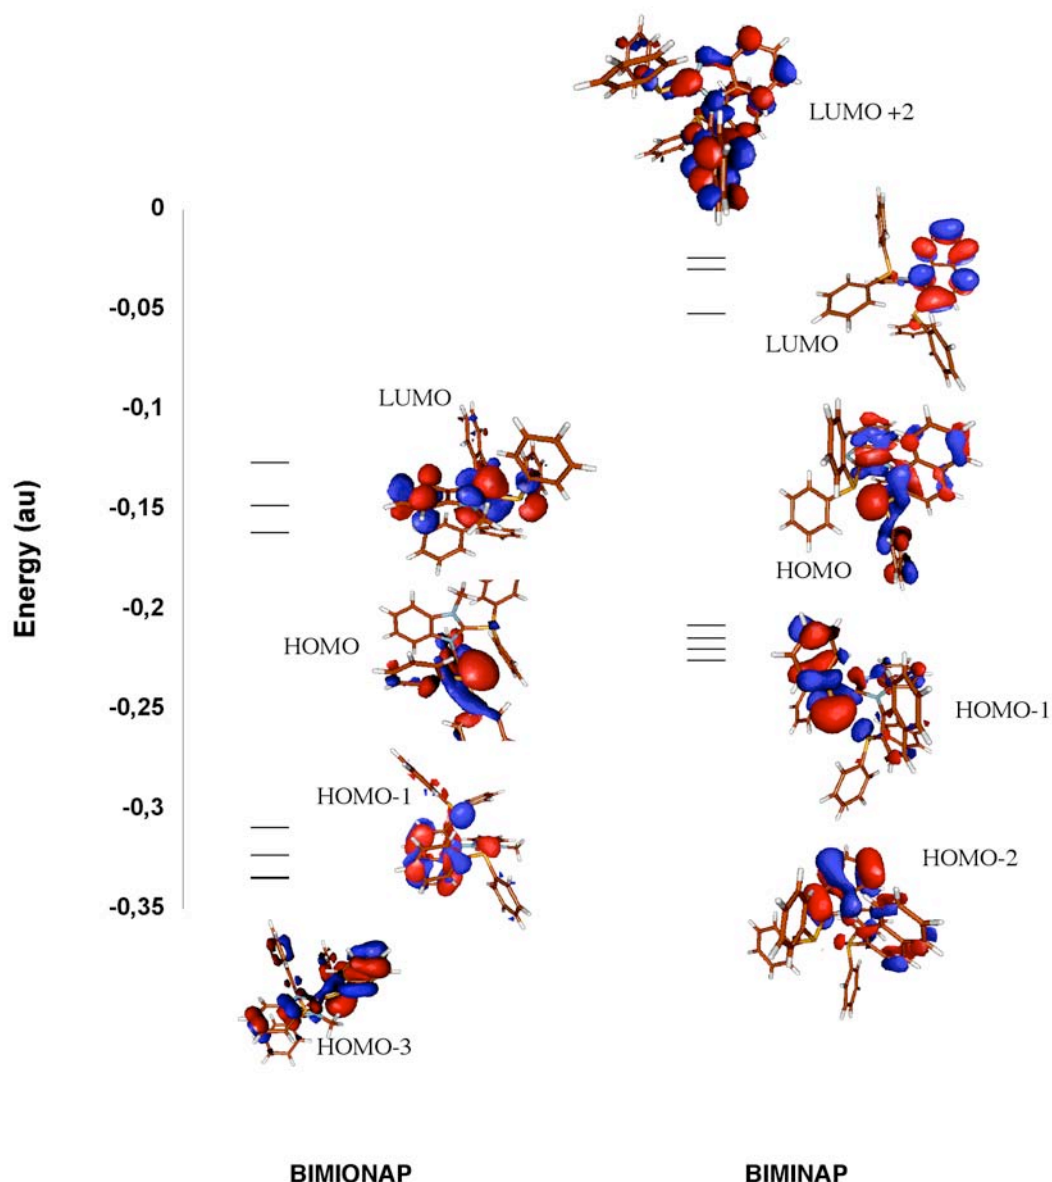 LUMO +2
0
-0,05
LUMO
-0,1
LUMO
-0,15
HOMO
Energy (au)
-0,2
HOMO
-0,25
HOMO-1
HOMO-1
-0,3
HOMO-2
-0,35
HOMO-3
BIMIONAP
BIMINAP